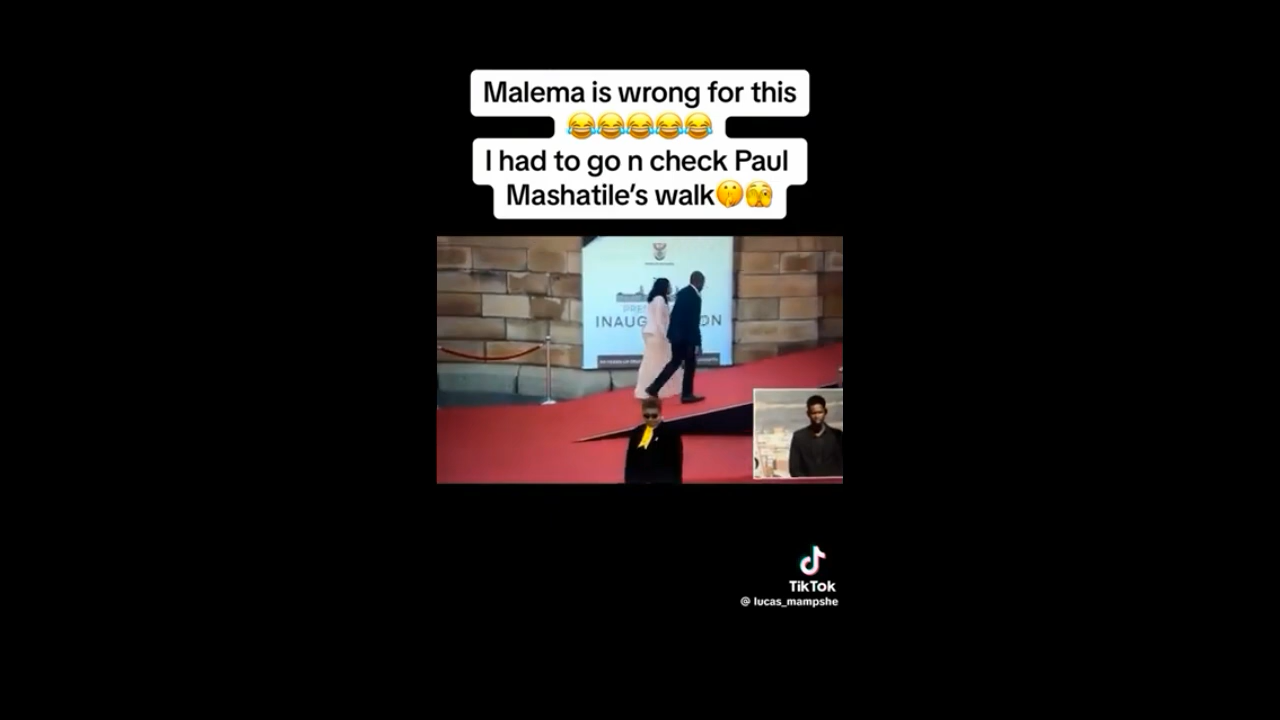 Malema is wrong for this
😂😂😂😂😂
I had to go n check Paul
Mashatile’s walk🤫🫣
INAUG
ON
TikTok
@ lucas_mampshe